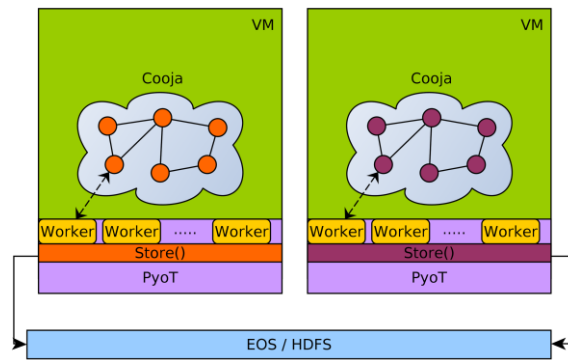 VM
Cooja
Worker Worker ..... Worker
Store()
PyoT
VM
Cooja
Worker Worker ..... Worker
Store()
PyoT
EOS / HDFS